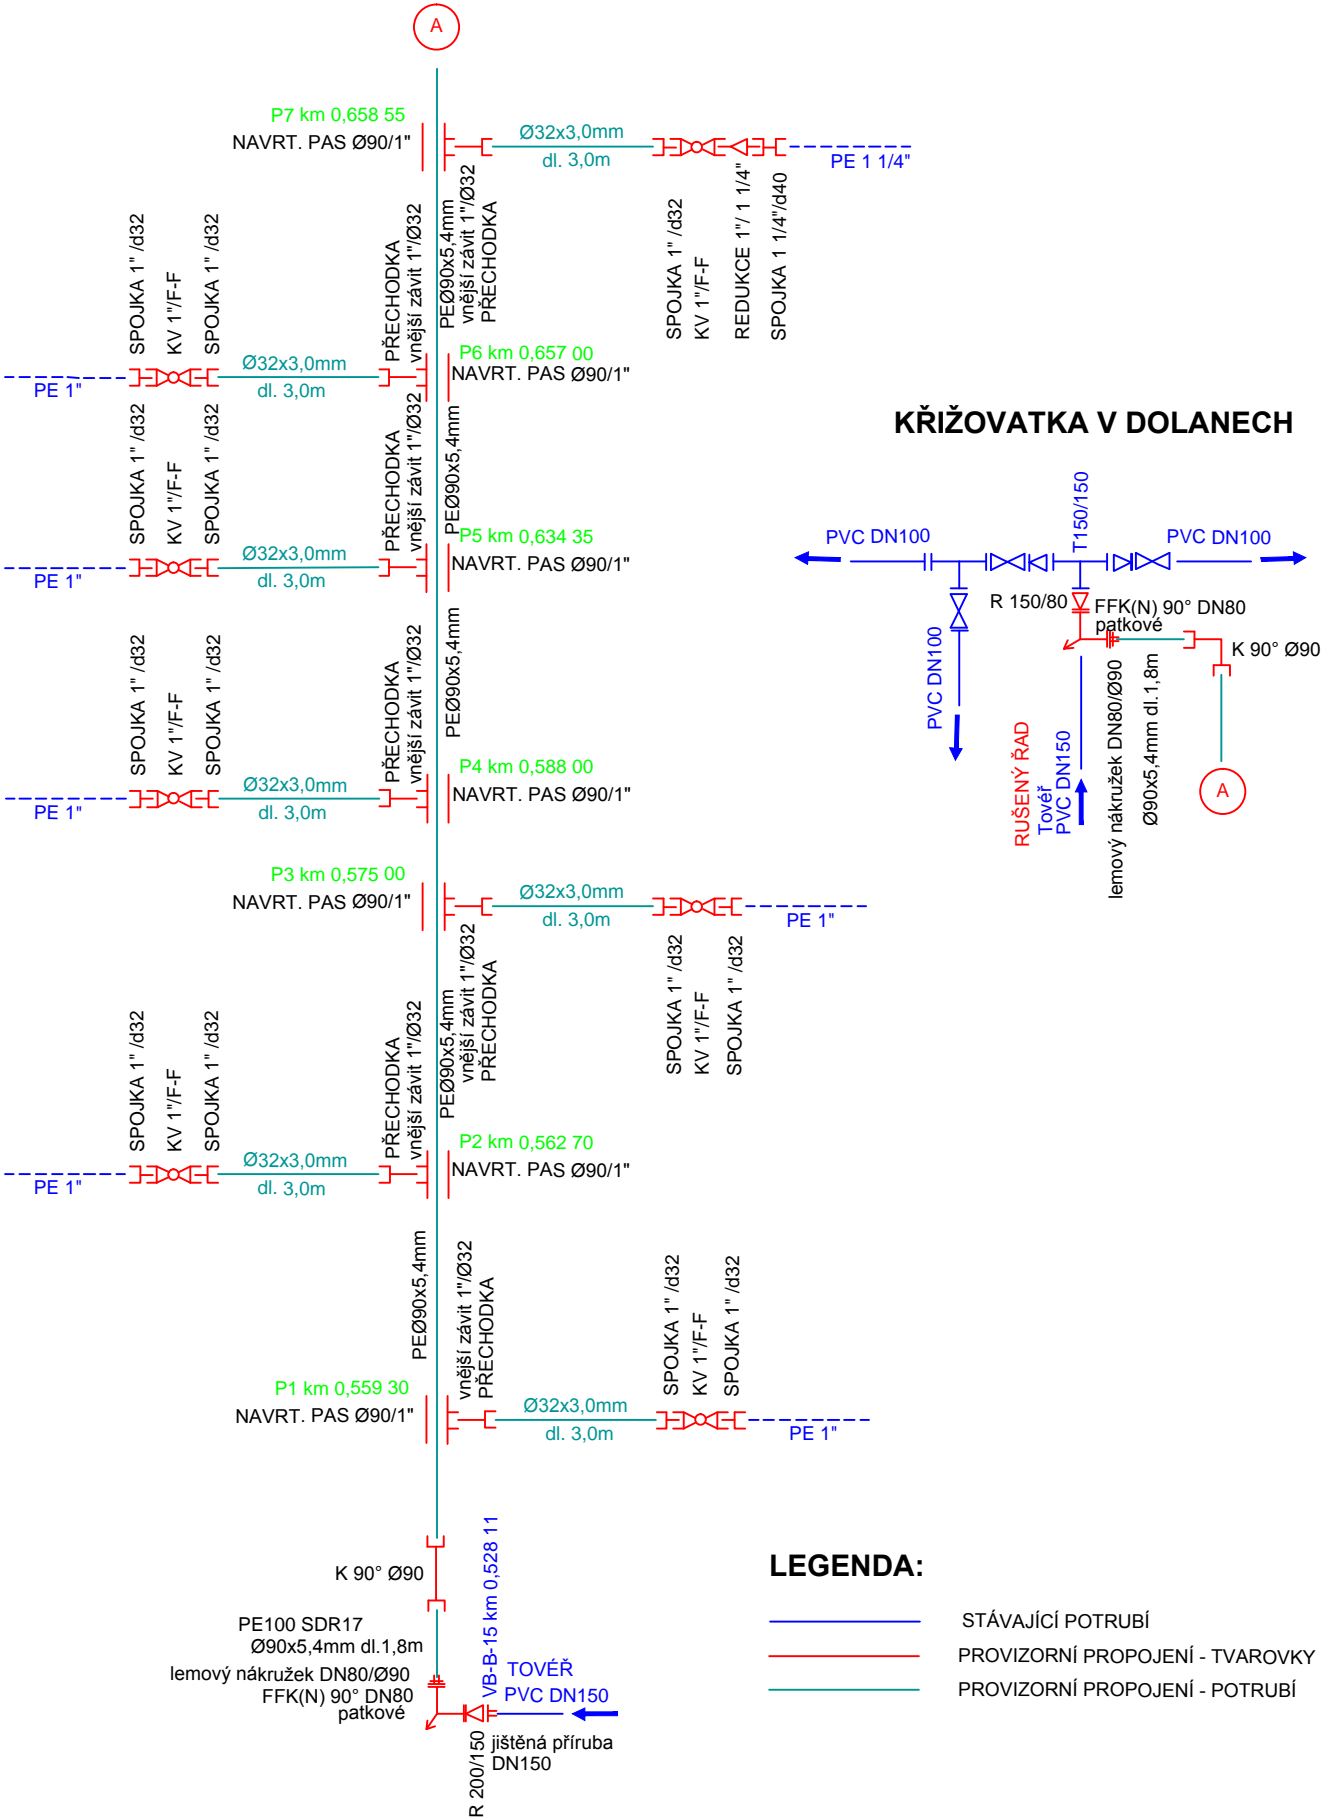 A
P7 km 0,658 55
NAVRT. PAS Ø90/1"
Ø32x3,0mm
dl. 3,0m
PE 1 1/4"
PEØ90x5,4mm
vnější závit 1"/Ø32
PŘECHODKA
SPOJKA 1" /d32
KV 1"/F-F
REDUKCE 1"/ 1 1/4"
SPOJKA 1 1/4"/d40
SPOJKA 1" /d32
KV 1"/F-F
SPOJKA 1" /d32
PŘECHODKA
vnější závit 1"/Ø32
P6 km 0,657 00
NAVRT. PAS Ø90/1"
Ø32x3,0mm
dl. 3,0m
PE 1"
SPOJKA 1" /d32
KV 1"/F-F
SPOJKA 1" /d32
PŘECHODKA
vnější závit 1"/Ø32
PEØ90x5,4mm
P5 km 0,634 35
NAVRT. PAS Ø90/1"
Ø32x3,0mm
dl. 3,0m
PE 1"
SPOJKA 1" /d32
KV 1"/F-F
SPOJKA 1" /d32
PŘECHODKA
vnější závit 1"/Ø32
PEØ90x5,4mm
P4 km 0,588 00
NAVRT. PAS Ø90/1"
Ø32x3,0mm
dl. 3,0m
PE 1"
P3 km 0,575 00
NAVRT. PAS Ø90/1"
Ø32x3,0mm
dl. 3,0m
PE 1"
PEØ90x5,4mm
vnější závit 1"/Ø32
PŘECHODKA
SPOJKA 1" /d32
KV 1"/F-F
SPOJKA 1" /d32
SPOJKA 1" /d32
KV 1"/F-F
SPOJKA 1" /d32
PŘECHODKA
vnější závit 1"/Ø32
P2 km 0,562 70
NAVRT. PAS Ø90/1"
Ø32x3,0mm
dl. 3,0m
PE 1"
PEØ90x5,4mm
vnější závit 1"/Ø32
PŘECHODKA
SPOJKA 1" /d32
KV 1"/F-F
SPOJKA 1" /d32
P1 km 0,559 30
NAVRT. PAS Ø90/1"
Ø32x3,0mm
dl. 3,0m
PE 1"
K 90° Ø90
PE100 SDR17
Ø90x5,4mm dl.1,8m
lemový nákružek DN80/Ø90
FFK(N) 90° DN80
patkové
VB-B-15 km 0,528 11
TOVÉŘ
PVC DN150
jištěná příruba
DN150
R 200/150
KŘIŽOVATKA V DOLANECH
PVC DN100
T150/150
PVC DN100
R 150/80
FFK(N) 90° DN80
patkové
K 90° Ø90
PVC DN100
RUŠENÝ ŘAD
Tovéř
PVC DN150
lemový nákružek DN80/Ø90
Ø90x5,4mm dl.1,8m
A
LEGENDA:
STÁVAJÍCÍ POTRUBÍ
PROVIZORNÍ PROPOJENÍ - TVAROVKY
PROVIZORNÍ PROPOJENÍ - POTRUBÍ